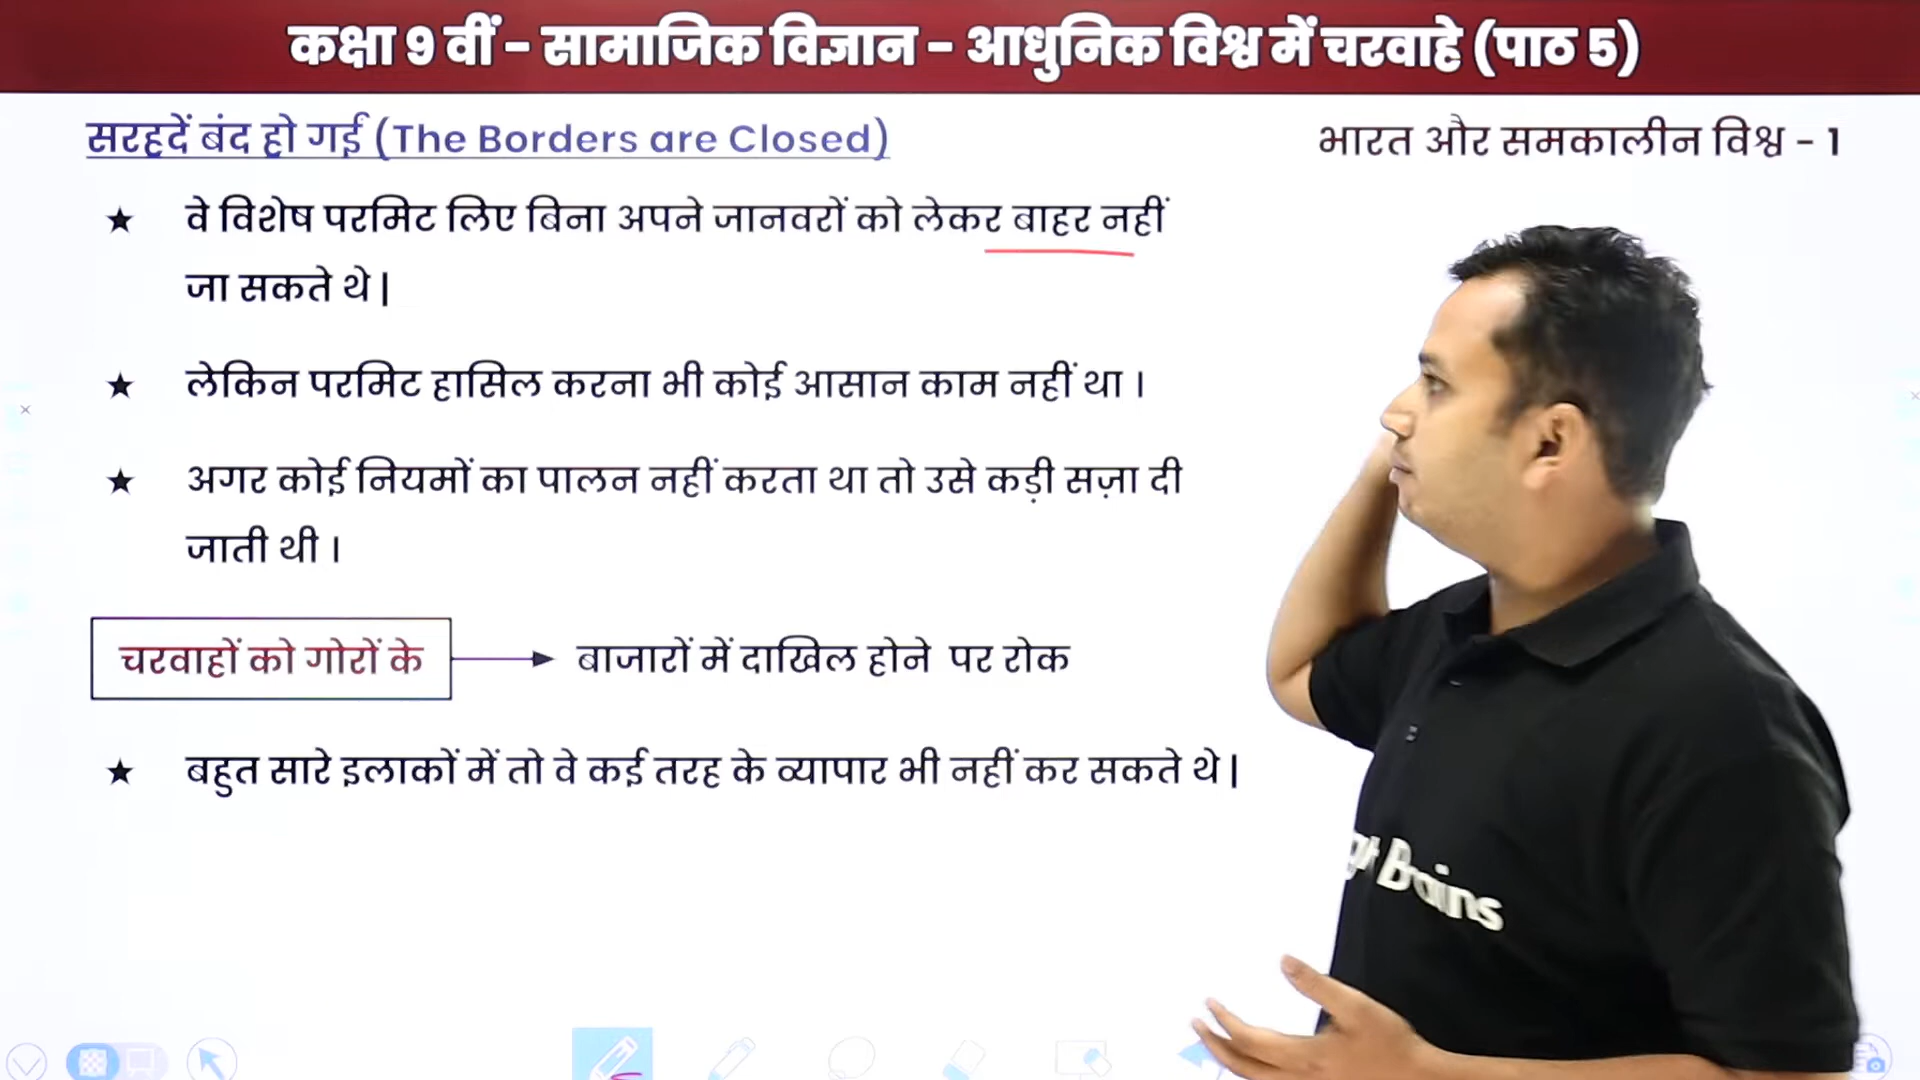 कक्षा 9 वीं - सामाजिक विज्ञान - आधुनिक विश्व में चरवाहे (पाठ 5)
सरहदें बंद हो गईं (The Borders are Closed)
भारत और समकालीन विश्व - 1
★ वे विशेष परमिट लिए बिना अपने जानवरों को लेकर बाहर नहीं
जा सकते थे |
★ लेकिन परमिट हासिल करना भी कोई आसान काम नहीं था ।
★ अगर कोई नियमों का पालन नहीं करता था तो उसे कड़ी सज़ा दी
जाती थी ।
चरवाहों को गोरों के
बाजारों में दाखिल होने पर रोक
★ बहुत सारे इलाकों में तो वे कई तरह के व्यापार भी नहीं कर सकते थे |
Brains